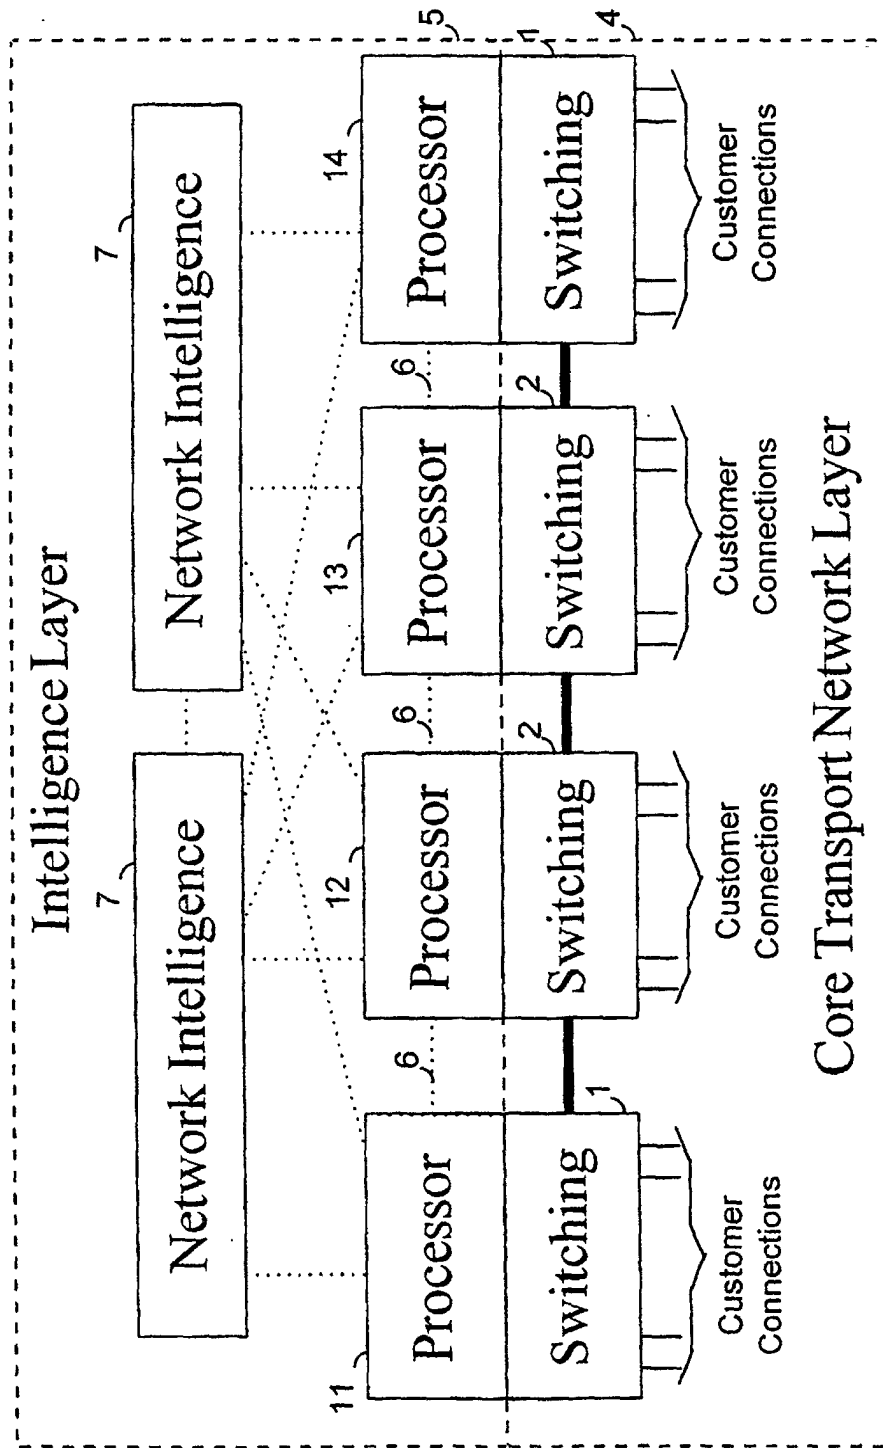 Intelligence Layer
7
7
Network Intelligence
Network Intelligence
11
12
13
14
6
6
6
Processor
Processor
Processor
Processor
5
2
2
1
Switching
Switching
Switching
Switching
1
4
Customer
Connections
Customer
Connections
Customer
Connections
Customer
Connections
Core Transport Network Layer